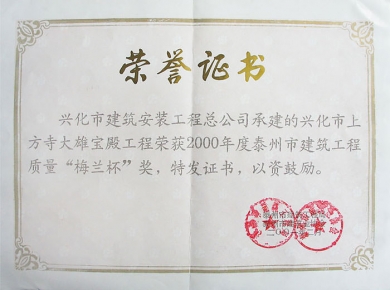 荣誉证书
兴化市建筑安装工程总公司承建的兴化市上
方寺大雄宝殿工程荣获2000年度泰州市建筑工程
质量“梅兰杯”奖，特发证书，以资鼓励。